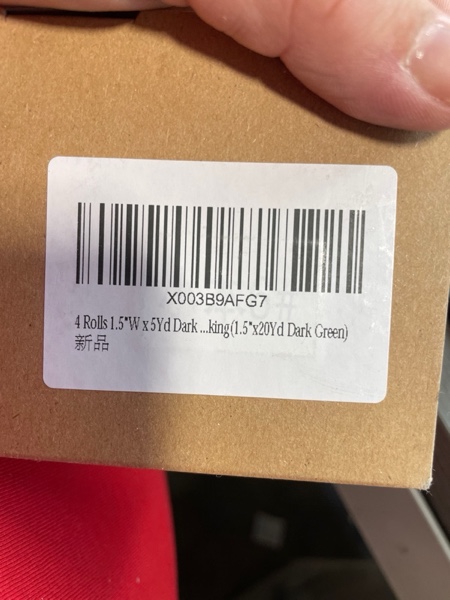 X003B9AFG7
4 Rolls 1.5"W x 5Yd Dark ...king(1.5"x20Yd Dark Green)
新品